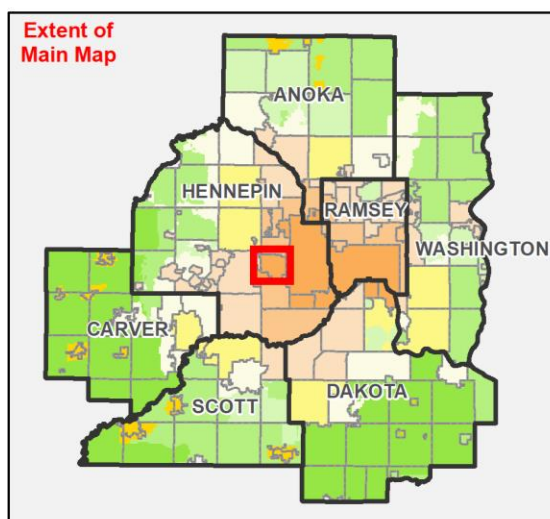 Extent of
Main Map
ANOKA
HENNEPIN
RAMSEY
WASHINGTON
CARVER
SCOTT
DAKOTA